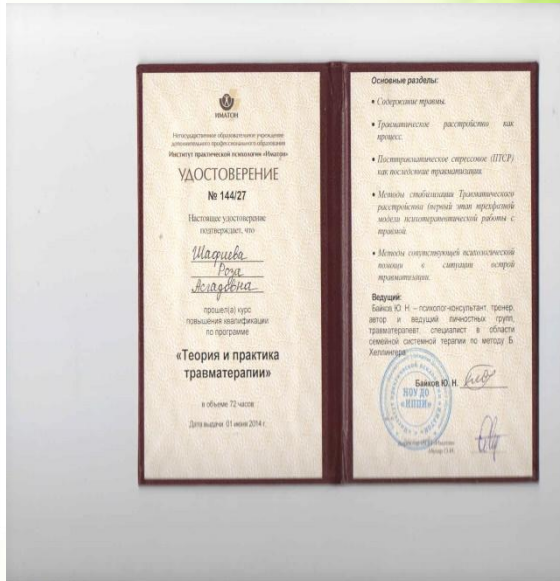 ИМАТОН
Негосударственное образовательное учреждение
дополнительного профессионального образования
Институт практической психологии «Иматон»
УДОСТОВЕРЕНИЕ
№ 144/27
Настоящее удостоверение
подтверждает, что
Шафиева
Роза
Асгадовна
прошел(а) курс
повышения квалификации
по программе
«Теория и практика
травматерапии»
в объеме 72 часов
Дата выдачи 01 июня 2014 г.
Основные разделы:
• Содержание травмы.
• Травматическое расстройство как
процесс.
• Посттравматическое стрессовое (ПТСР)
как последствие травматизации.
• Методы стабилизации Травматического
расстройства (первый этап трехфазной
модели психотерапевтической работы с
травмой.
• Методы сопутствующей психологической
помощи в ситуации острой
травматизации.
Ведущий:
Байков Ю. Н. – психолог-консультант, тренер,
автор и ведущий личностных групп,
травматерапевт, специалист в области
семейной системной терапии по методу Б.
Хеллингера
Байков Ю. Н.
НОУ ДО
«ИППИ»